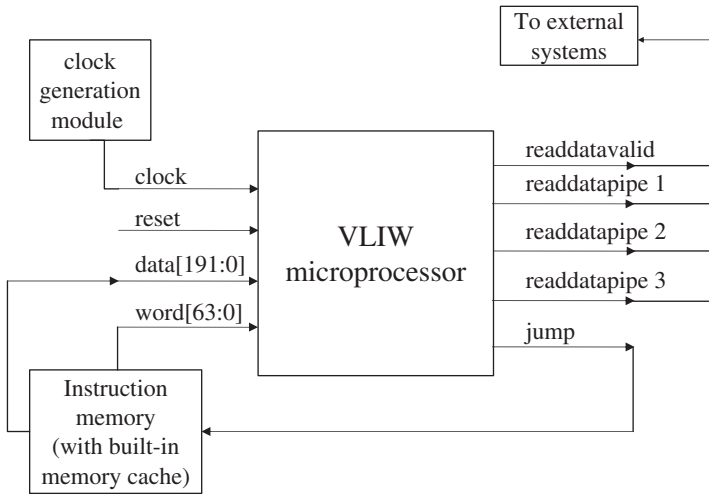 To external
systems
clock
generation
module
clock
reset
data[191:0]
word[63:0]
VLIW
microprocessor
readdatavalid
readdatapipe 1
readdatapipe 2
readdatapipe 3
jump
Instruction
memory
(with built-in
memory cache)